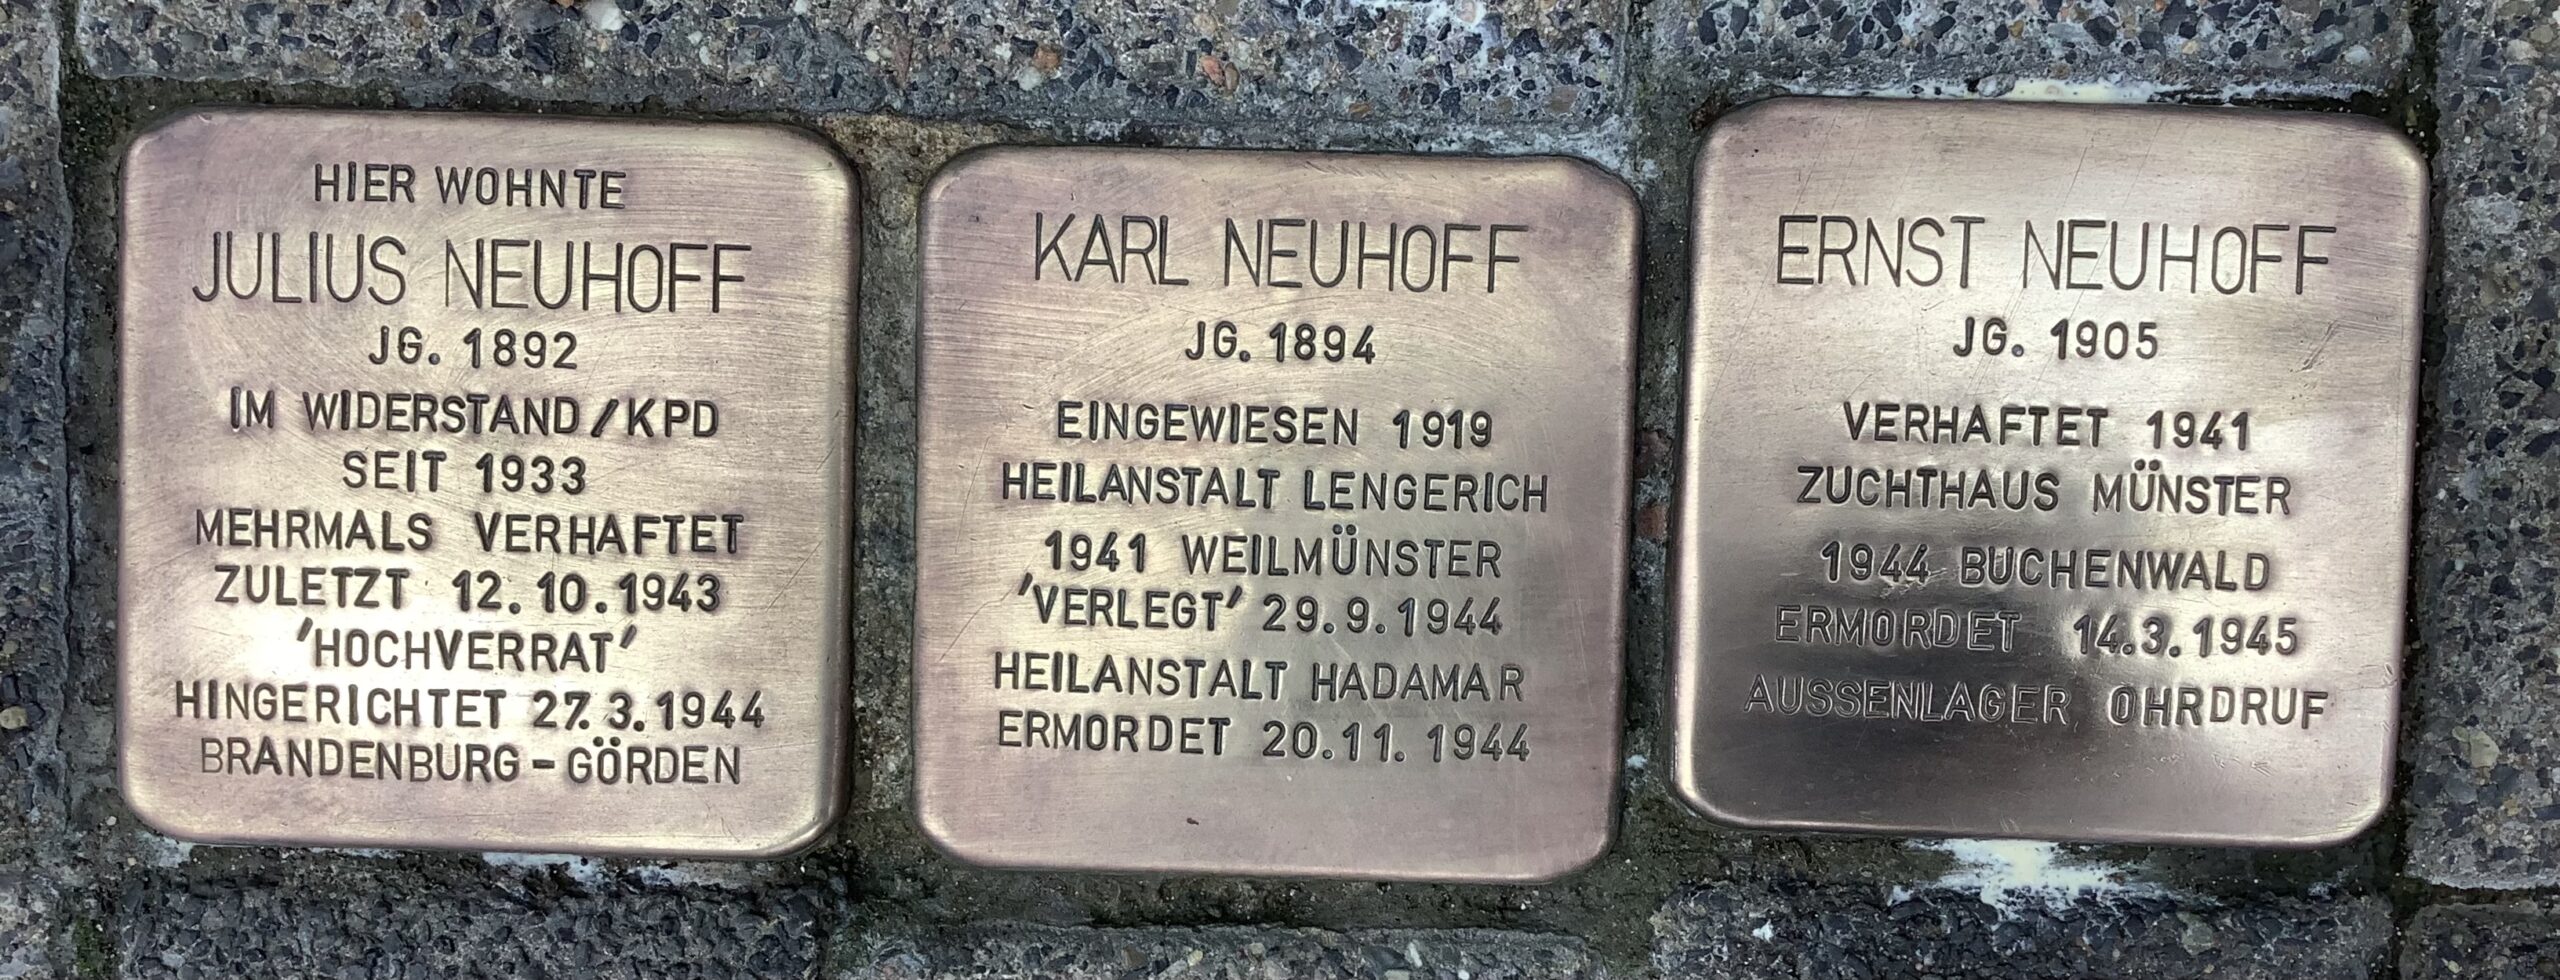 HIER WOHNTE
JULIUS NEUHOFF
JG. 1892
IM WIDERSTAND/KPD
SEIT 1933
MEHRMALS VERHAFTET
ZULETZT 12.10.1943
'HOCHVERRAT'
HINGERICHTET 27.3.1944
BRANDENBURG-GÖRDEN
KARL NEUHOFF
JG. 1894
EINGEWIESEN 1919
HEILANSTALT LENGERICH
1941 WEILMÜNSTER
'VERLEGT' 29.9.1944
HEILANSTALT HADAMAR
ERMORDET 20.11.1944
ERNST NEUHOFF
JG. 1905
VERHAFTET 1941
ZUCHTHAUS MÜNSTER
1944 BUCHENWALD
ERMORDET 14.3.1945
AUSSENLAGER OHRDRUF